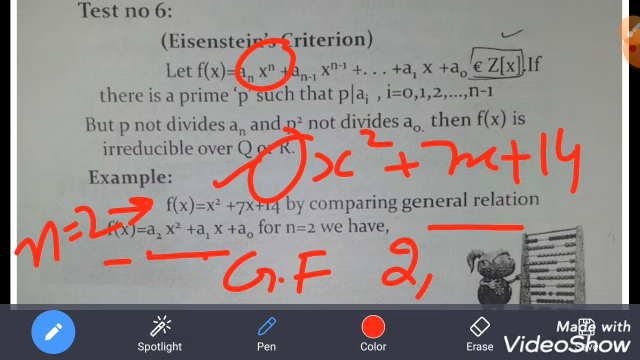 Test no 6:
(Eisenstein's Criterion)
Let f(x)=aₙ xⁿ +aₙ₋₁ xⁿ⁻¹ +. . . +a₁ x +a₀ € Z[x].If
there is a prime 'p' such that p|aᵢ , i=0,1,2,...,n-1
But p not divides aₙ and p² not divides a₀. then f(x) is
irreducible over Q or R.
x² + 7x + 14
Example:
f(x)=x² +7x+14 by comparing general relation
n=2
f(x)=a₂ x² +a₁ x +a₀ for n=2 we have,
G.F 2,
Spotlight Pen Color Erase
Made with
VideoShow